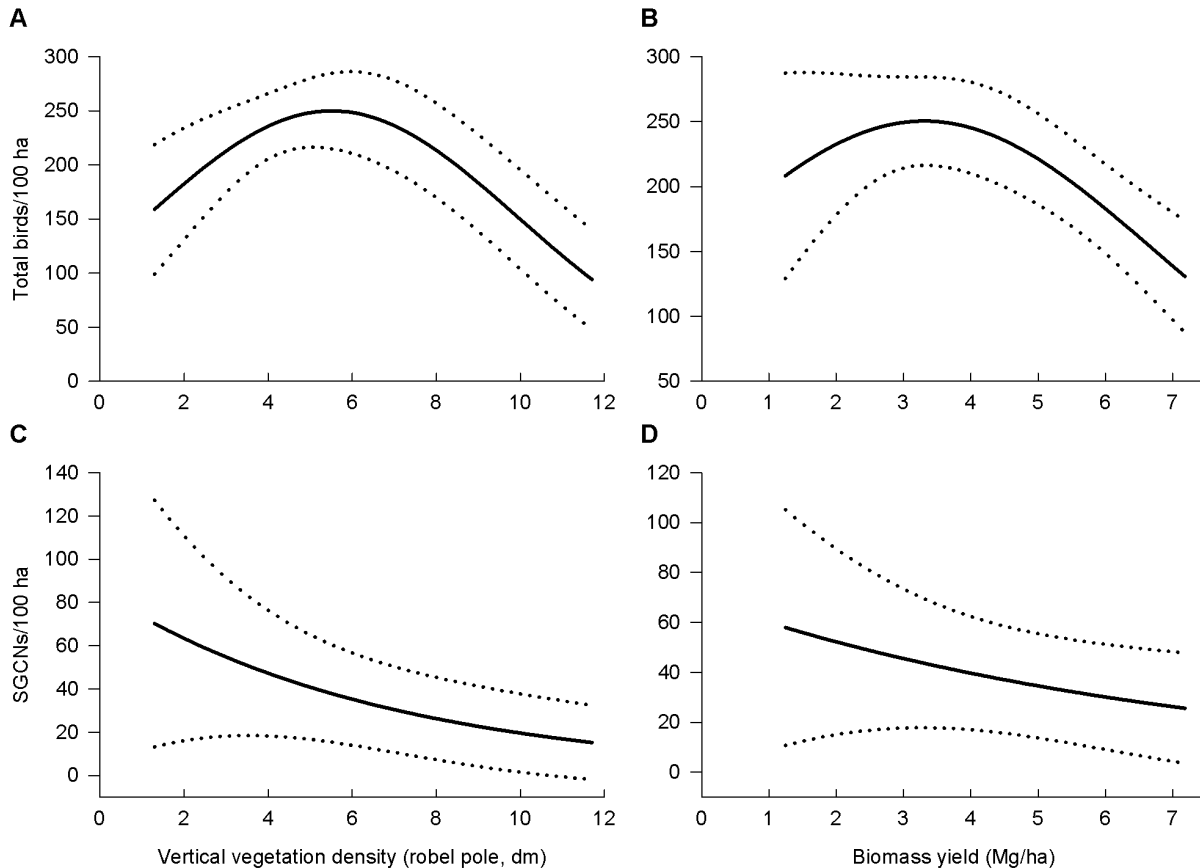 A
B
Total birds/100 ha
300
250
200
150
100
50
0
0 2 4 6 8 10 12
300
250
200
150
100
50
0 1 2 3 4 5 6 7
C
D
SGCNs/100 ha
140
120
100
80
60
40
20
0
0 2 4 6 8 10 12
Vertical vegetation density (robel pole, dm)
120
100
80
60
40
20
0
0 1 2 3 4 5 6 7
Biomass yield (Mg/ha)